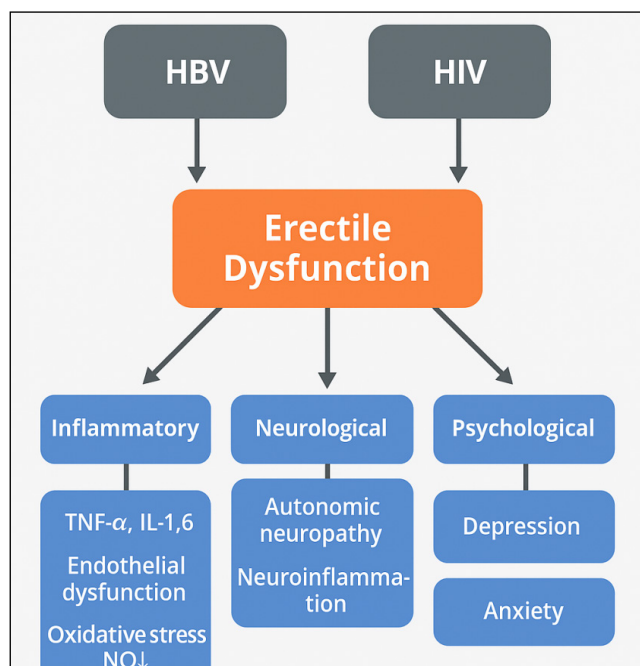 HBV
HIV
Erectile
Dysfunction
Inflammatory
Neurological
Psychological
TNF-α, IL-1,6
Endothelial
dysfunction
Oxidative stress
NO↓
Autonomic
neuropathy
Neuroinflamma-
tion
Depression
Anxiety